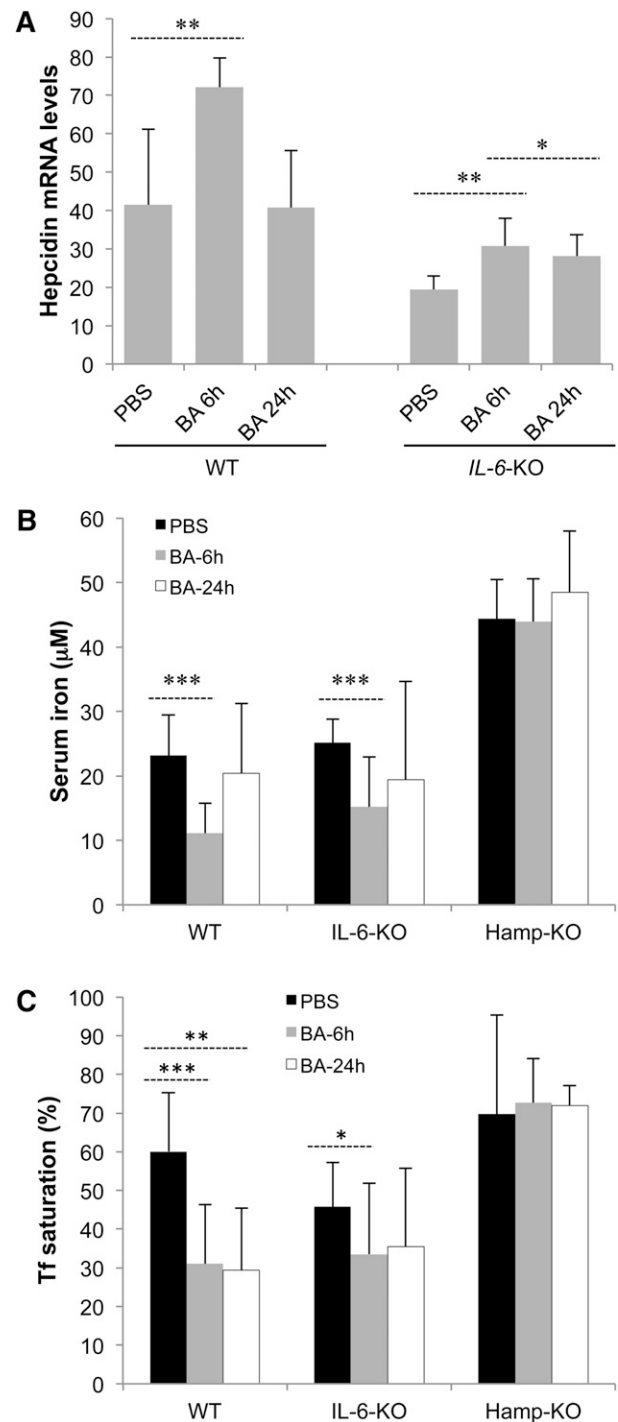 A
Hepcidin mRNA levels
90
80
70
60
50
40
30
20
10
0
**
**
*
PBS
BA 6h
BA 24h
PBS
BA 6h
BA 24h
WT
IL-6-KO
B
Serum iron (µM)
60
50
40
30
20
10
0
PBS
BA-6h
BA-24h
***
***
WT
IL-6-KO
Hamp-KO
C
Tf saturation (%)
100
90
80
70
60
50
40
30
20
10
0
PBS
BA-6h
BA-24h
**
***
*
WT
IL-6-KO
Hamp-KO